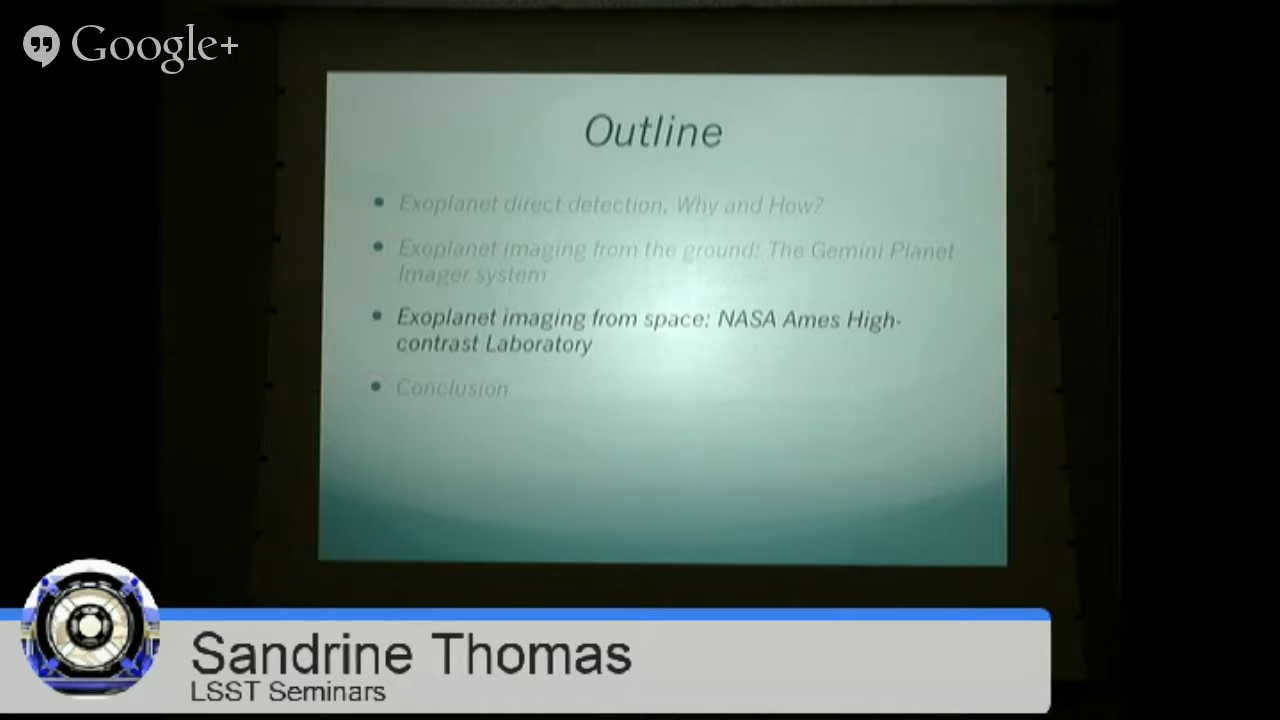 Google+
Outline
Exoplanet direct detection, Why and How?
Exoplanet imaging from the ground: The Gemini Planet
Imager system
Exoplanet imaging from space: NASA Ames High-
contrast Laboratory
Conclusion
Sandrine Thomas
LSST Seminars